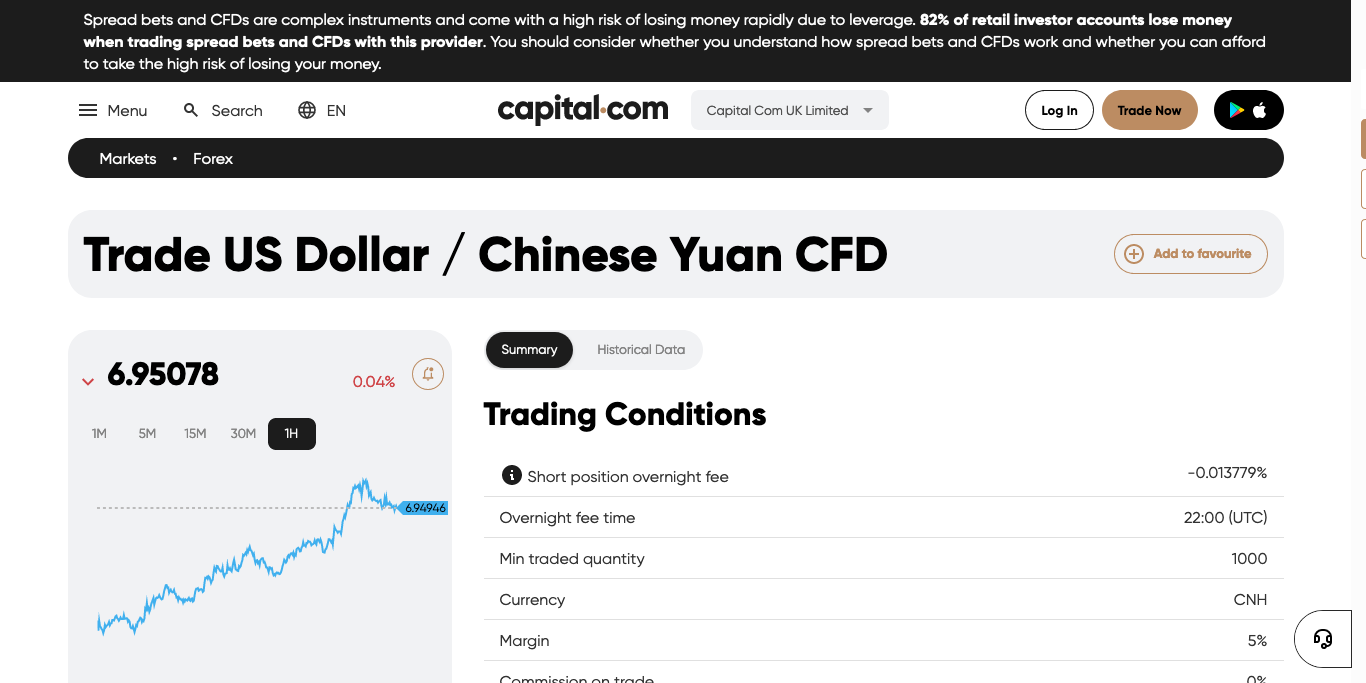 Spread bets and CFDs are complex instruments and come with a high risk of losing money rapidly due to leverage. 82% of retail investor accounts lose money
when trading spread bets and CFDs with this provider. You should consider whether you understand how spread bets and CFDs work and whether you can afford
to take the high risk of losing your money.
Menu Search EN capital.com Capital Com UK Limited Log In Trade Now
Markets • Forex
Trade US Dollar / Chinese Yuan CFD Add to favourite
6.95078 0.04%
1M 5M 15M 30M 1H
6.94946
Summary Historical Data
Trading Conditions
Short position overnight fee -0.013779%
Overnight fee time 22:00 (UTC)
Min traded quantity 1000
Currency CNH
Margin 5%
Commission on trade 0%